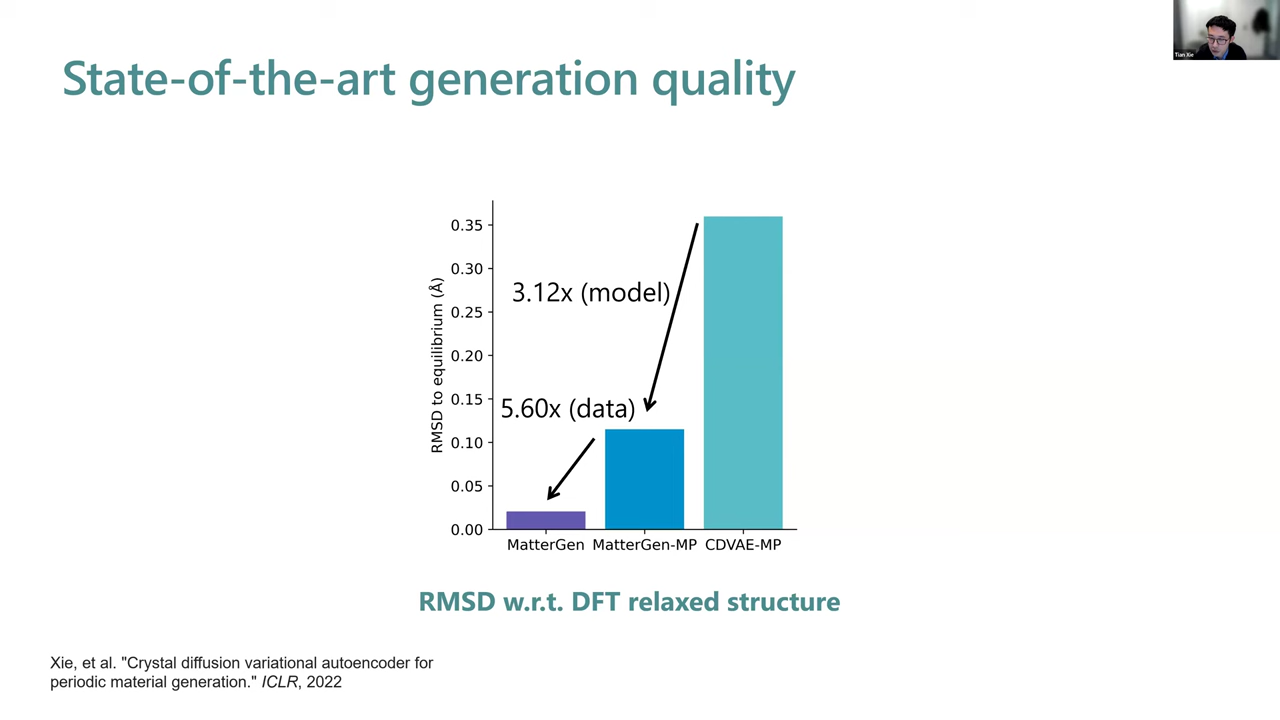 Tian Xie
State-of-the-art generation quality
RMSD to equilibrium (Å)
0.35
0.30
0.25
0.20
0.15
0.10
0.05
0.00
3.12x (model)
5.60x (data)
MatterGen MatterGen-MP CDVAE-MP
RMSD w.r.t. DFT relaxed structure
Xie, et al. "Crystal diffusion variational autoencoder for
periodic material generation." ICLR, 2022